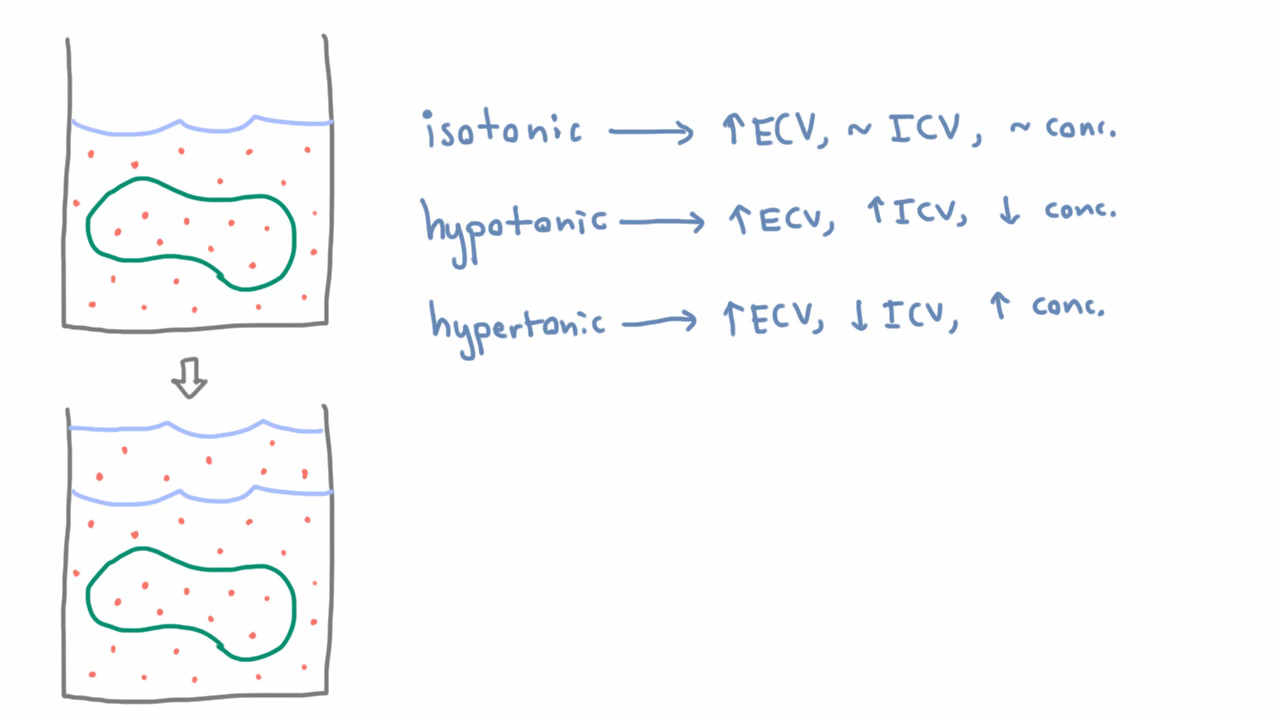 isotonic → ↑ECV, ~ ICV, ~ conc.
hypotonic → ↑ECV, ↑ICV, ↓ conc.
hypertonic → ↑ECV, ↓ICV, ↑ conc.